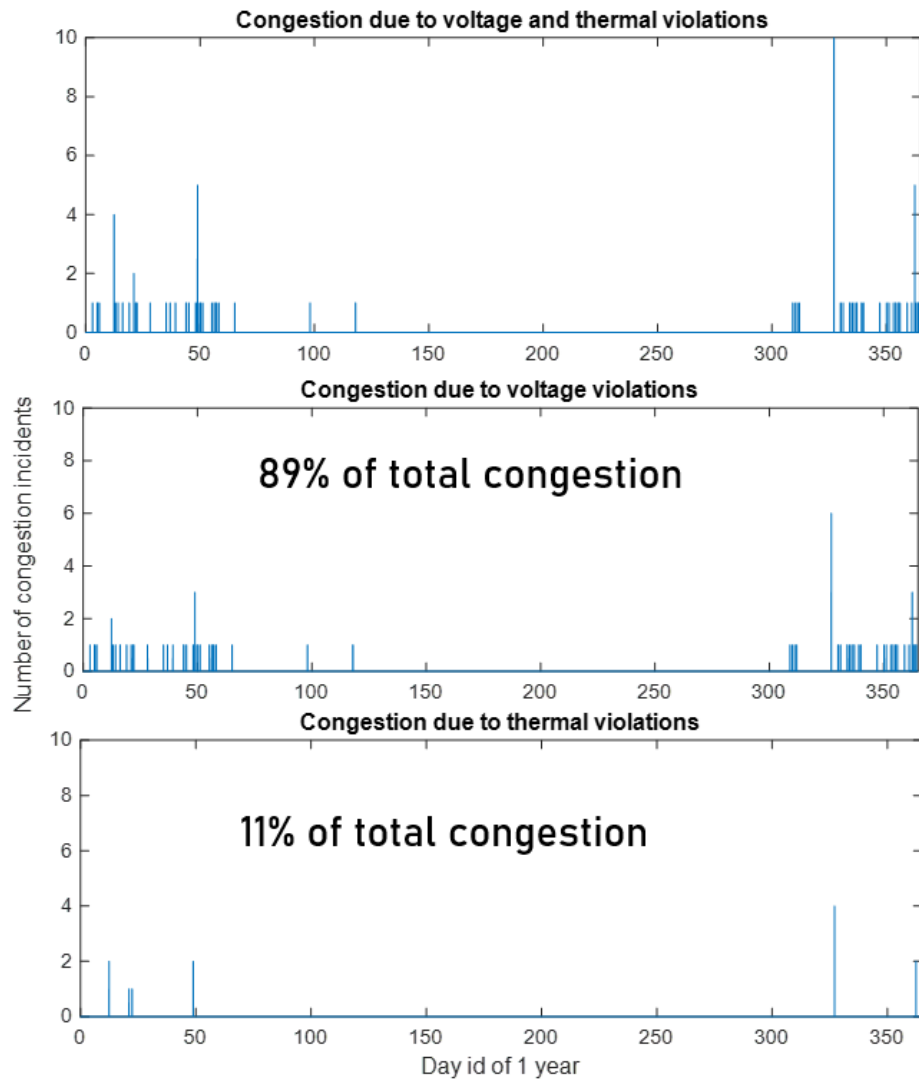 Congestion due to voltage and thermal violations
10
8
6
4
2
0
0 50 100 150 200 250 300 350
Number of congestion incidents
Congestion due to voltage violations
10
8
6
4
2
0
89% of total congestion
0 50 100 150 200 250 300 350
Congestion due to thermal violations
10
8
6
4
2
0
11% of total congestion
0 50 100 150 200 250 300 350
Day id of 1 year